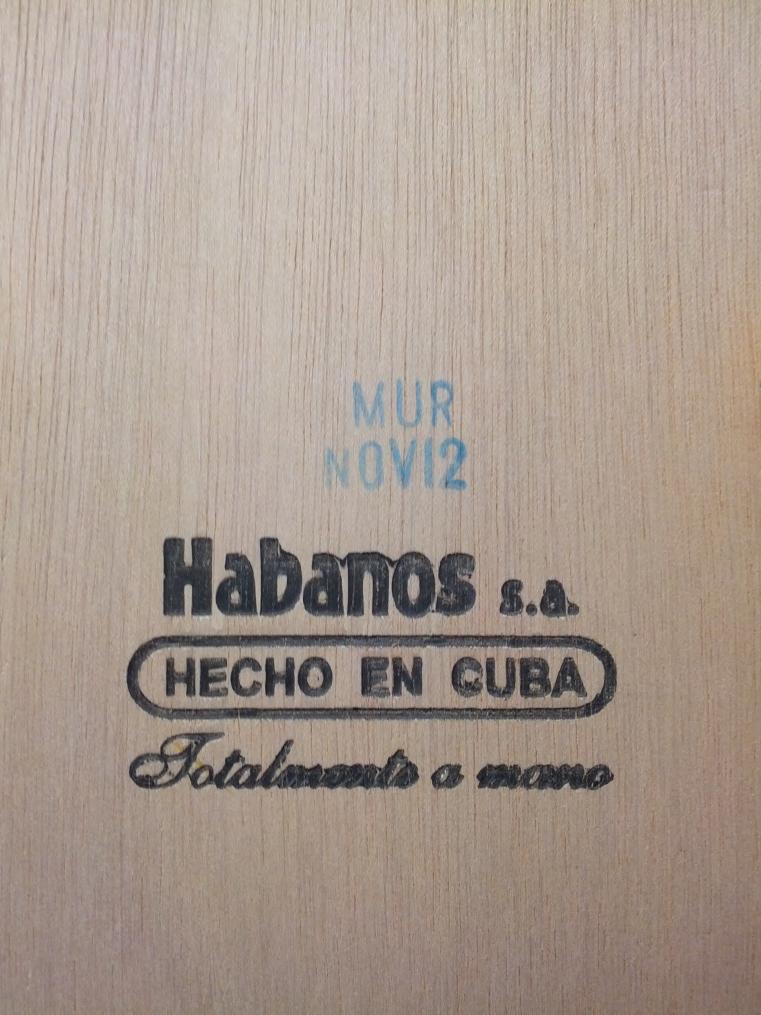 MUR
NOV12
Habanos s.a.
HECHO EN CUBA
Totalmente a mano